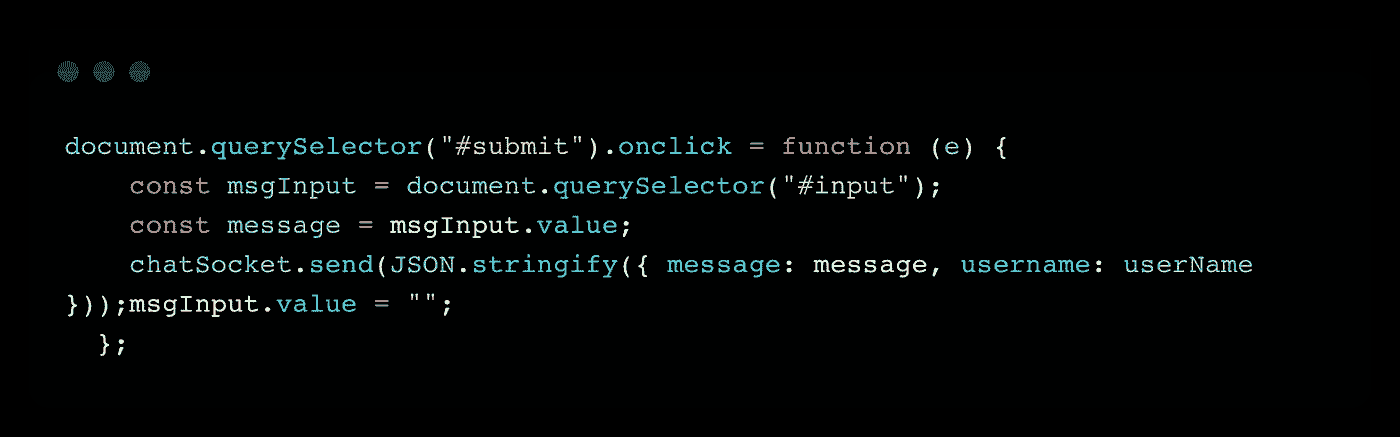 document.querySelector("#submit").onclick = function (e) {
    const msgInput = document.querySelector("#input");
    const message = msgInput.value;
    chatSocket.send(JSON.stringify({ message: message, username: userName
}));msgInput.value = "";
  };